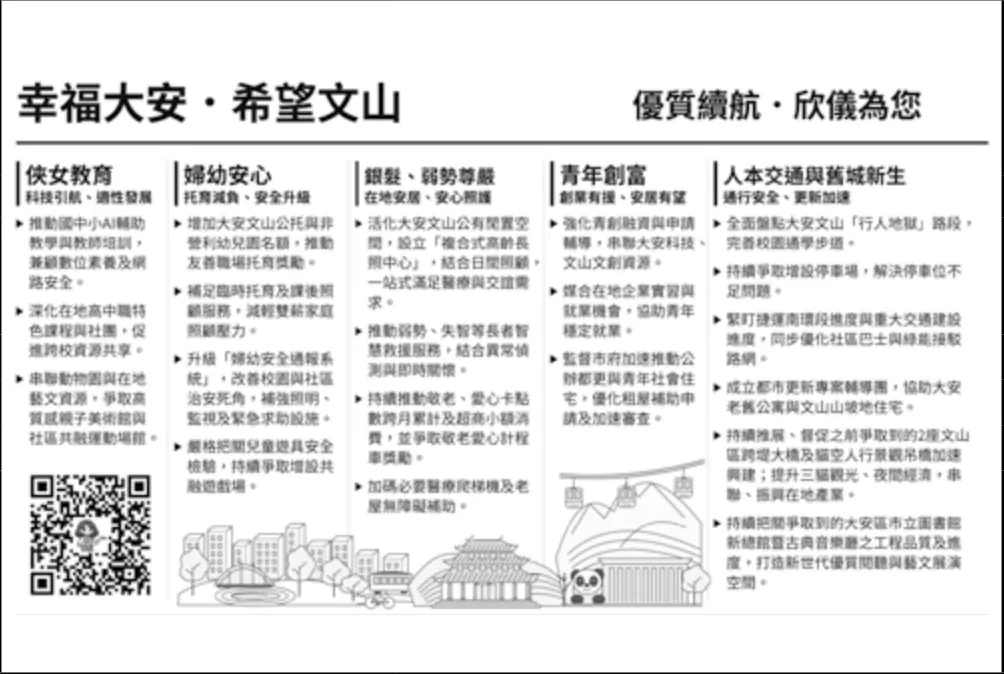 幸福大安・希望文山
優質續航・欣儀為您
俠女教育
科技引航、適性發展
▶ 推動國中小AI輔助
教學與教師培訓，
兼顧數位素養及網
路安全。
▶ 深化在地高中職特
色課程與社團，促
進跨校資源共享。
▶ 串聯動物園與在地
藝文資源，爭取高
質感親子美術館與
社區共融運動場館。
婦幼安心
托育減負、安全升級
▶ 增加大安文山公托與非
營利幼兒園名額，推動
友善職場托育獎勵。
▶ 補足臨時托育及課後照
顧服務，減輕雙薪家庭
照顧壓力。
▶ 升級「婦幼安全通報系
統」，改善校園與社區
治安死角，補強照明、
監視及緊急求助設施。
▶ 嚴格把關兒童遊具安全
檢驗，持續爭取增設共
融遊戲場。
銀髮、弱勢尊嚴
在地安居、安心照護
▶ 活化大安文山公有閒置空
間，設立「複合式高齡長
照中心」，結合日間照顧，
一站式滿足醫療與交誼需
求。
▶ 推動弱勢、失智等長者智
慧救援服務，結合異常偵
測與即時關懷。
▶ 持續推動敬老、愛心卡點
數跨月累計及超商小額消
費，並爭取敬老愛心計程
車獎勵。
▶ 加碼必要醫療爬梯機及老
屋無障礙補助。
青年創富
創業有援、安居有望
▶ 強化青創融資與申請
輔導，串聯大安科技、
文山文創資源。
▶ 媒合在地企業實習與
就業機會，協助青年
穩定就業。
▶ 監督市府加速推動公
辦都更與青年社會住
宅，優化租屋補助申
請及加速審查。
人本交通與舊城新生
通行安全、更新加速
▶ 全面盤點大安文山「行人地獄」路段，
完善校園通學步道。
▶ 持續爭取增設停車場，解決停車位不
足問題。
▶ 緊盯捷運南環段進度與重大交通建設
進度，同步優化社區巴士與綠能接駁
路網。
▶ 成立都市更新專案輔導團，協助大安
老舊公寓與文山山坡地住宅。
▶ 持續推展、督促之前爭取到的2座文山
區跨堤大橋及貓空人行景觀吊橋加速
興建；提升三貓觀光、夜間經濟，串
聯、振興在地產業。
▶ 持續把關爭取到的大安區市立圖書館
新總館暨古典音樂廳之工程品質及進
度，打造新世代優質閱聽與藝文展演
空間。